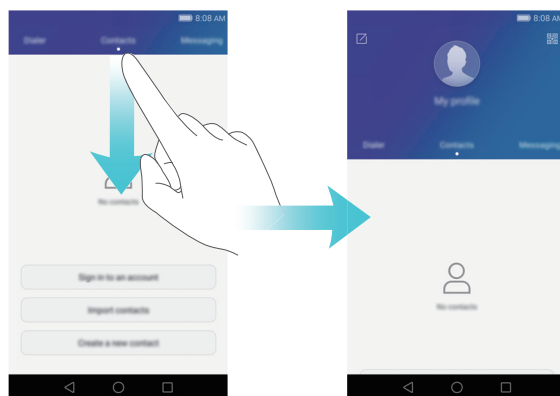 8:08 AM
Dialer Contacts Messaging
No contacts
Sign in to an account
Import contacts
Create a new contact
8:08 AM
My profile
Dialer Contacts Messaging
No contacts